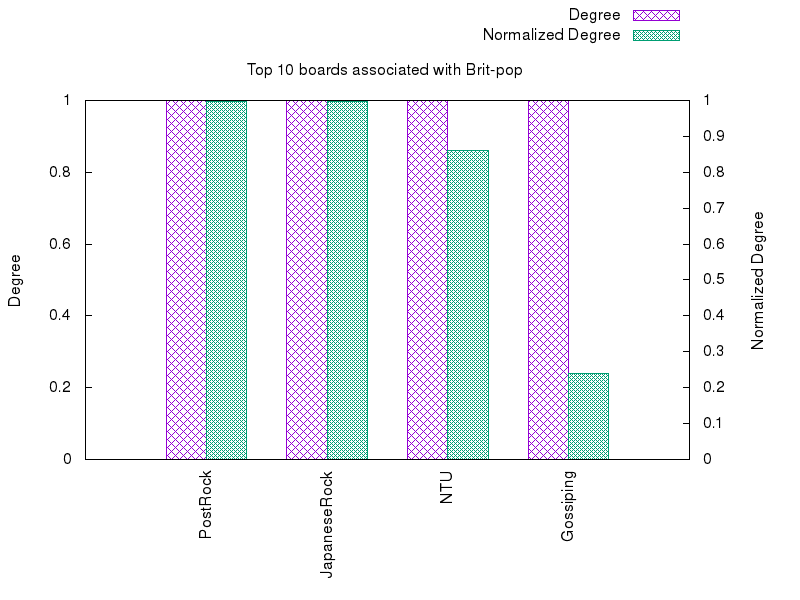 Degree
Normalized Degree
Top 10 boards associated with Brit-pop
1
0.8
0.6
0.4
0.2
0
Degree
1
0.9
0.8
0.7
0.6
0.5
0.4
0.3
0.2
0.1
0
Normalized Degree
PostRock
JapaneseRock
NTU
Gossiping